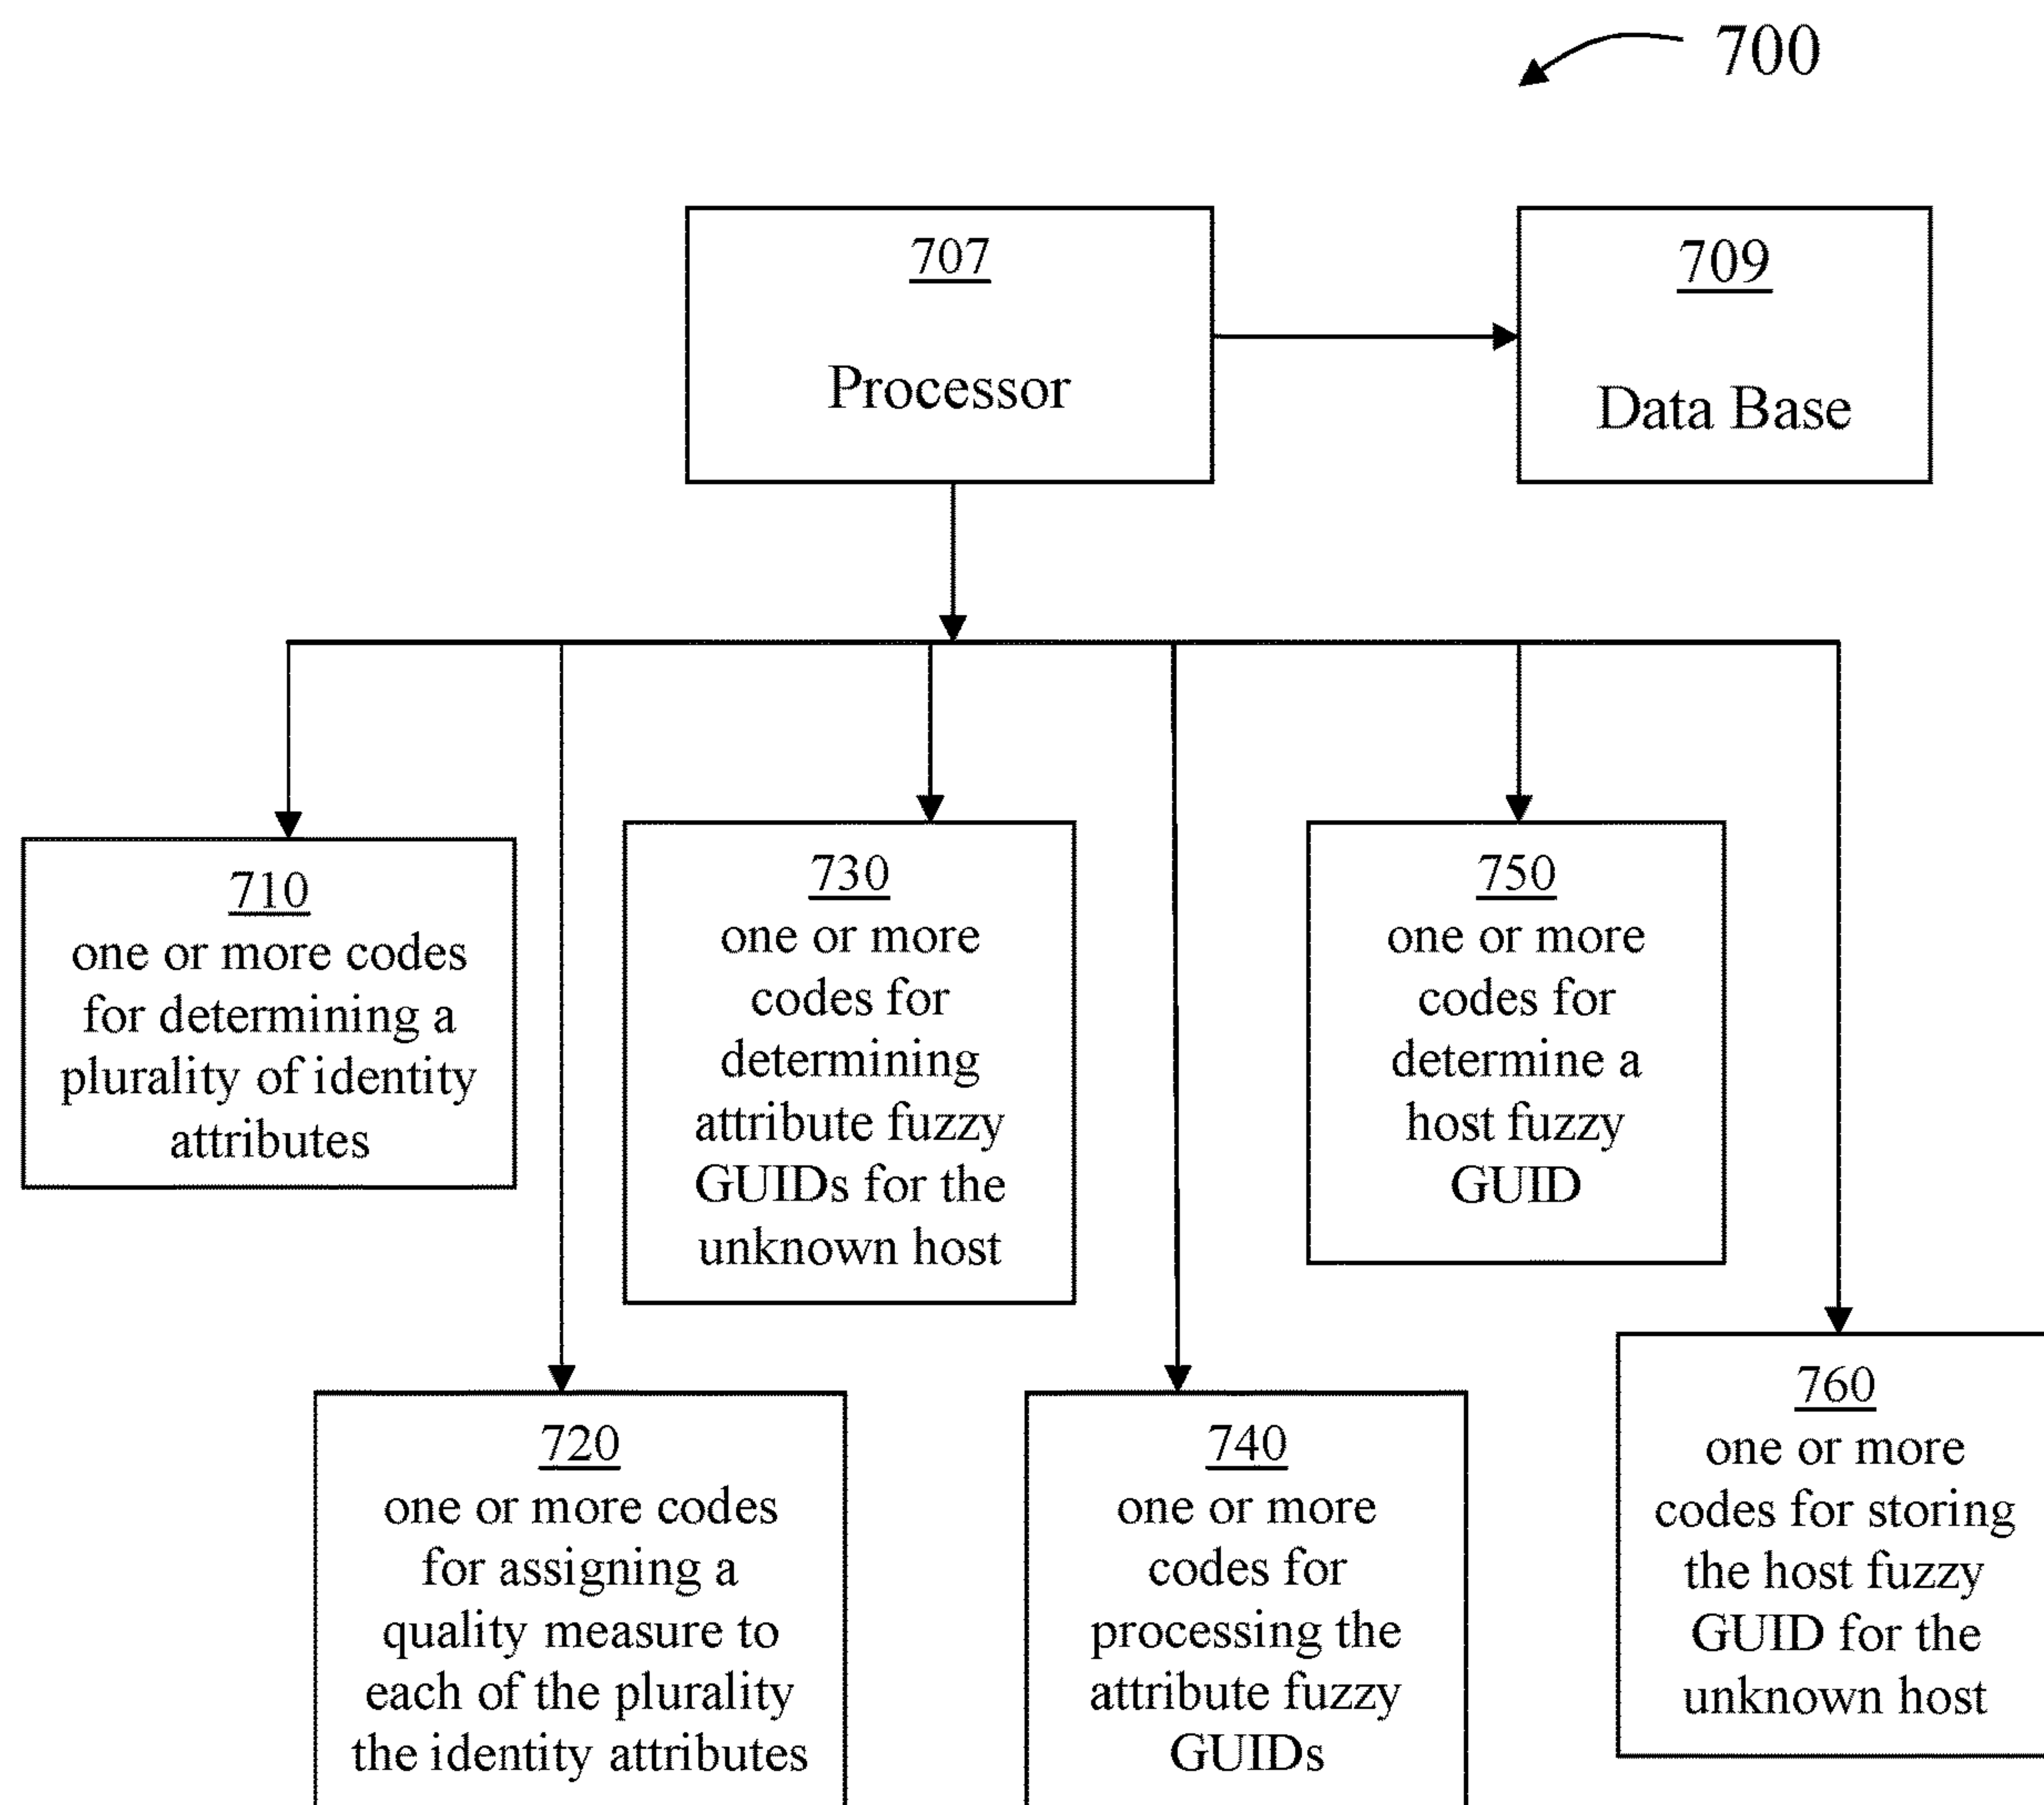 700
707
Processor
709
Data Base
710
one or more codes
for determining a
plurality of identity
attributes
730
one or more
codes for
determining
attribute fuzzy
GUIDs for the
unknown host
750
one or more
codes for
determine a
host fuzzy
GUID
720
one or more codes
for assigning a
quality measure to
each of the plurality
the identity attributes
740
one or more
codes for
processing the
attribute fuzzy
GUIDs
760
one or more
codes for storing
the host fuzzy
GUID for the
unknown host